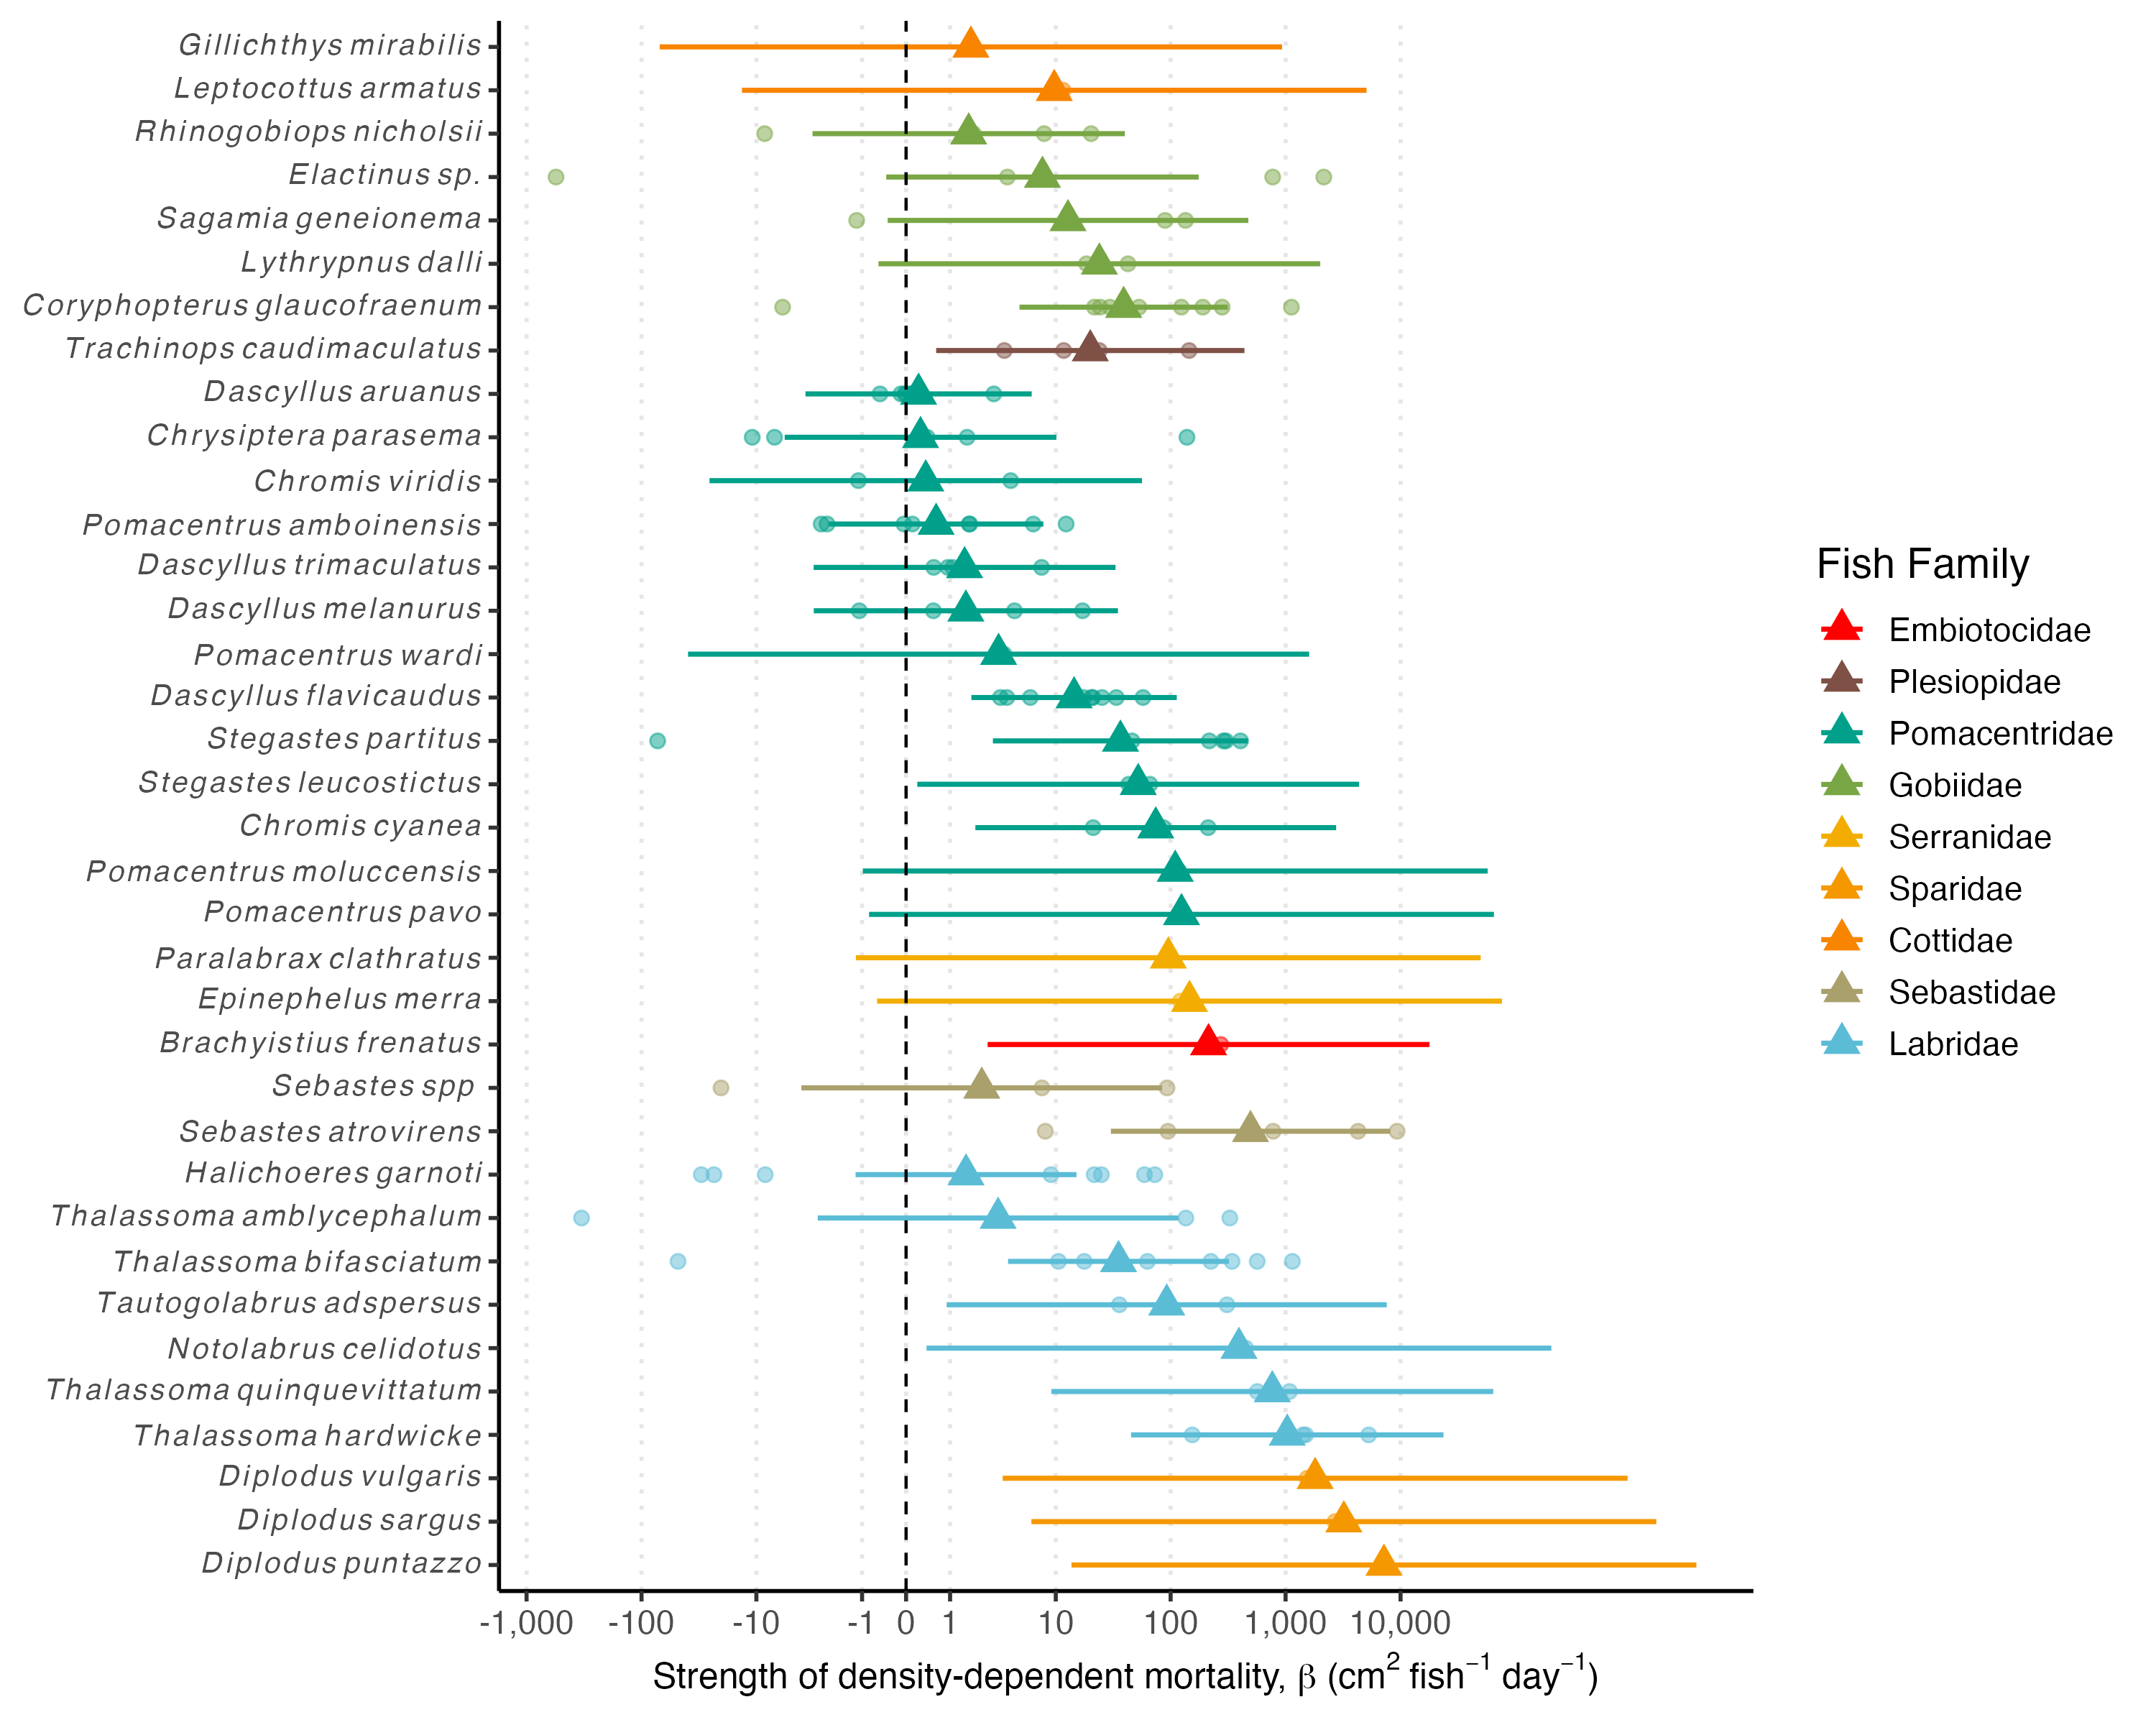 Gillichthys mirabilis
Leptocottus armatus
Rhinogobiops nicholsii
Elactinus sp.
Sagamia geneionema
Lythrypnus dalli
Coryphopterus glaucofraenum
Trachinops caudimaculatus
Dascyllus aruanus
Chrysiptera parasema
Chromis viridis
Pomacentrus amboinensis
Dascyllus trimaculatus
Dascyllus melanurus
Pomacentrus wardi
Dascyllus flavicaudus
Stegastes partitus
Stegastes leucostictus
Chromis cyanea
Pomacentrus moluccensis
Pomacentrus pavo
Paralabrax clathratus
Epinephelus merra
Brachyistius frenatus
Sebastes spp
Sebastes atrovirens
Halichoeres garnoti
Thalassoma amblycephalum
Thalassoma bifasciatum
Tautogolabrus adspersus
Notolabrus celidotus
Thalassoma quinquevittatum
Thalassoma hardwicke
Diplodus vulgaris
Diplodus sargus
Diplodus puntazzo
-1,000 -100 -10 -1 0 1 10 100 1,000 10,000
Strength of density-dependent mortality, β (cm² fish⁻¹ day⁻¹)
Fish Family
Embiotocidae
Plesiopidae
Pomacentridae
Gobiidae
Serranidae
Sparidae
Cottidae
Sebastidae
Labridae